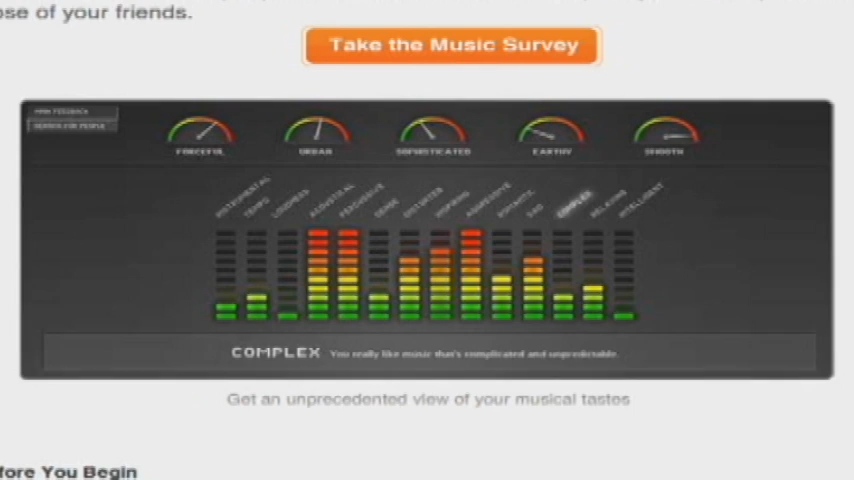 ose of your friends.
Take the Music Survey
FORCEFUL URBAN SOPHISTICATED EARTHY SMOOTH
INSTRUMENTAL TEMPO LOUDNESS ACOUSTICAL PERCUSSIVE DENSE DISTORTED INSPIRING AGGRESSIVE ROMANTIC SAD COMPLEX RELAXING INTELLIGENT
COMPLEX You really like music that's complicated and unpredictable.
Get an unprecedented view of your musical tastes
fore You Begin